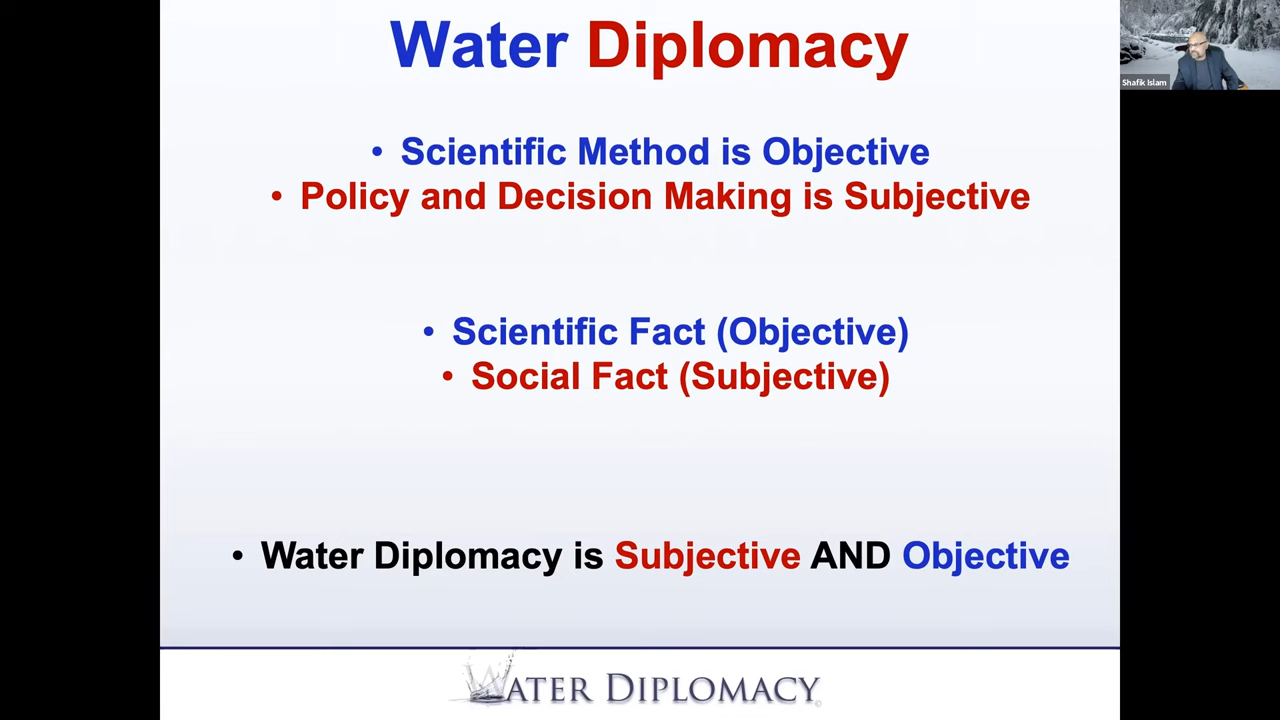 Water Diplomacy
• Scientific Method is Objective
• Policy and Decision Making is Subjective
• Scientific Fact (Objective)
• Social Fact (Subjective)
• Water Diplomacy is Subjective AND Objective
WATER DIPLOMACY
Shafik Islam